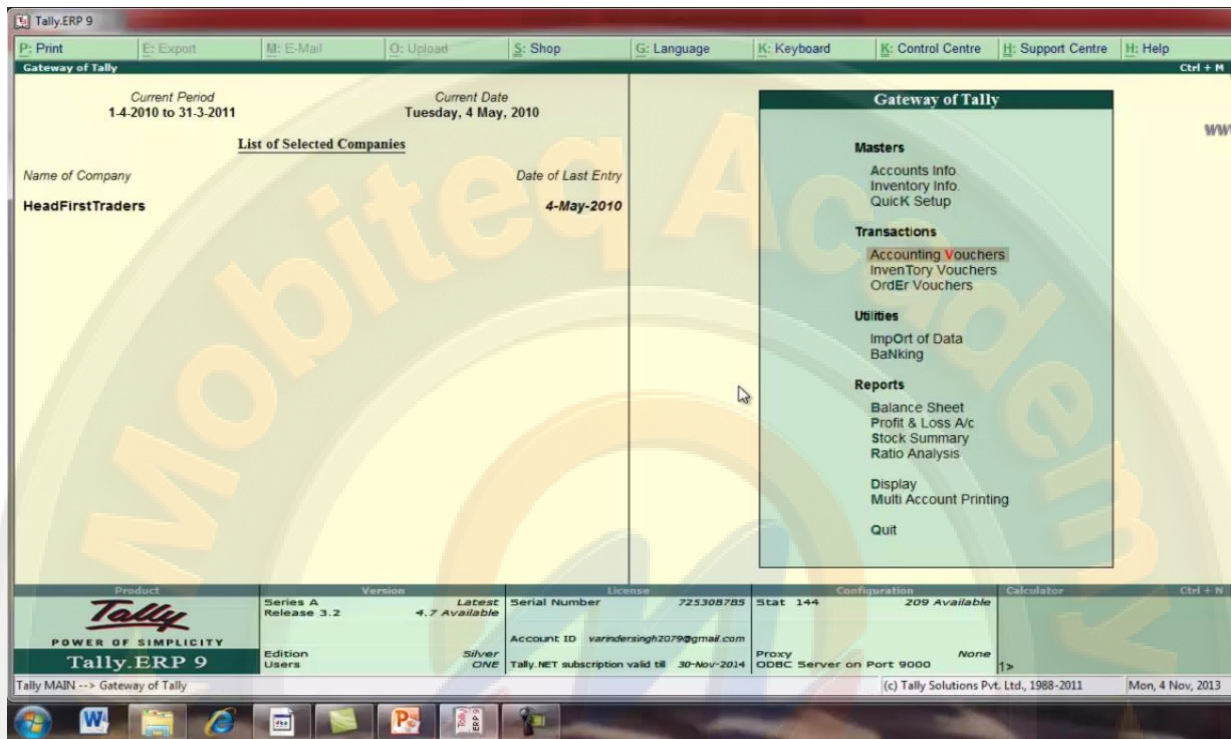 Tally.ERP 9
P: Print E: Export M: E-Mail O: Upload S: Shop G: Language K: Keyboard K: Control Centre H: Support Centre H: Help
Gateway of Tally Ctrl + M
Current Period Current Date
1-4-2010 to 31-3-2011 Tuesday, 4 May, 2010
List of Selected Companies
Name of Company Date of Last Entry
HeadFirstTraders 4-May-2010
Gateway of Tally
Masters
Accounts Info.
Inventory Info.
QuicK Setup
Transactions
Accounting Vouchers
InvenTory Vouchers
OrdEr Vouchers
Utilities
ImpOrt of Data
BaNking
Reports
Balance Sheet
Profit & Loss A/c
Stock Summary
Ratio Analysis
Display
Multi Account Printing
Quit
Mobiteq Academy
Product Version License Configuration Calculator Ctrl + N
Tally
POWER OF SIMPLICITY
Tally.ERP 9
Series A Latest
Release 3.2 4.7 Available
Edition Silver
Users ONE
Serial Number
Account ID varindersingh2079@gmail.com
Tally.NET subscription valid till 30-Nov-2014
Stat 144 209 Available
Proxy None
ODBC Server on Port 9000
1>
Tally MAIN --> Gateway of Tally (c) Tally Solutions Pvt. Ltd., 1988-2011 Mon, 4 Nov, 2013